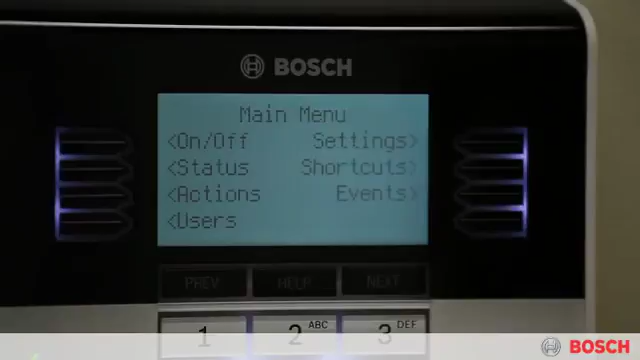 BOSCH
Main Menu
<On/Off Settings>
<Status Shortcuts>
<Actions Events>
<Users
PREV HELP NEXT
1 2 ABC 3 DEF
BOSCH